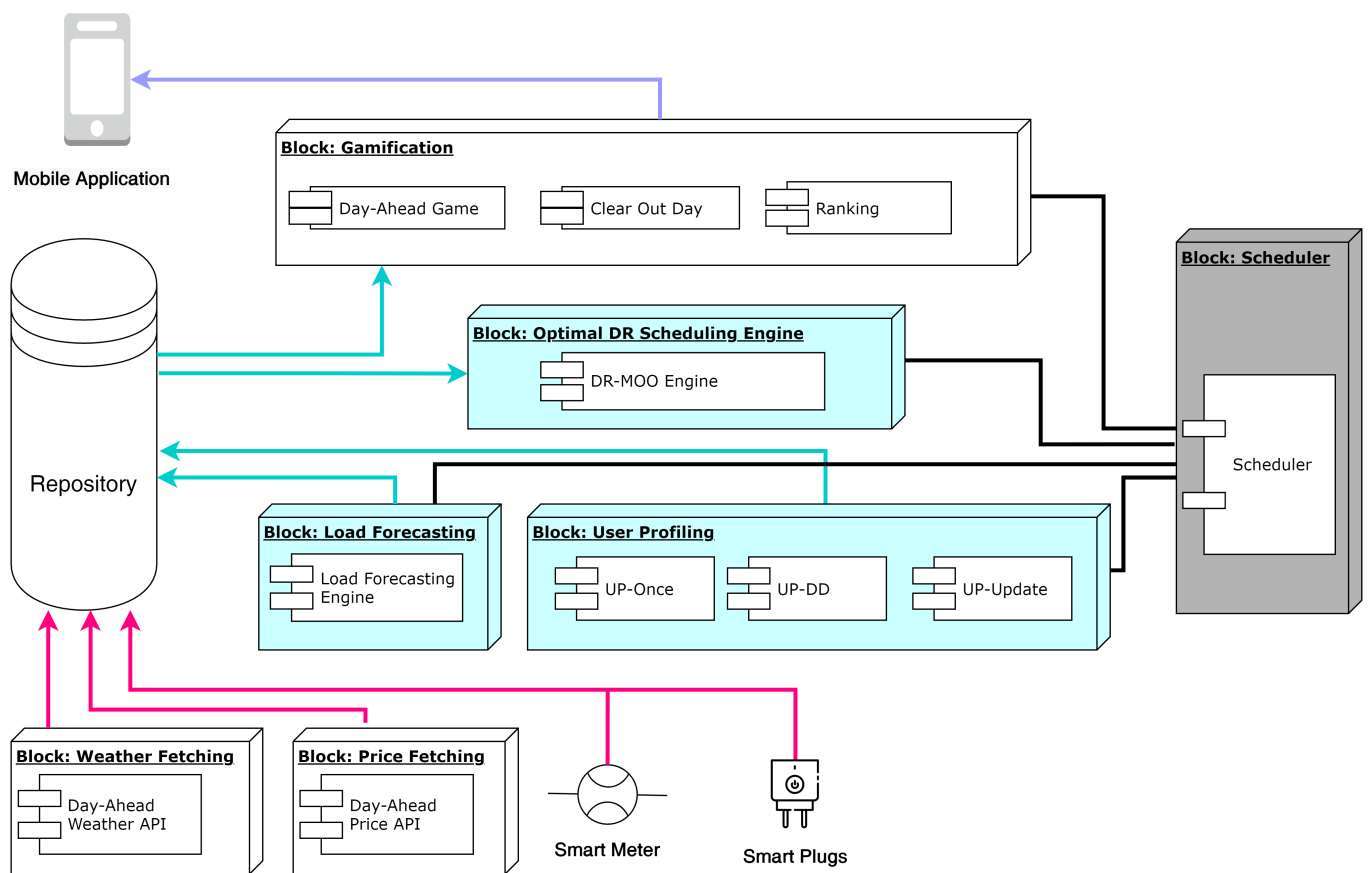 Mobile Application
Block: Gamification
Day-Ahead Game
Clear Out Day
Ranking
Block: Scheduler
Scheduler
Block: Optimal DR Scheduling Engine
DR-MOO Engine
Repository
Block: Load Forecasting
Load Forecasting
Engine
Block: User Profiling
UP-Once
UP-DD
UP-Update
Block: Weather Fetching
Day-Ahead
Weather API
Block: Price Fetching
Day-Ahead
Price API
Smart Meter
Smart Plugs